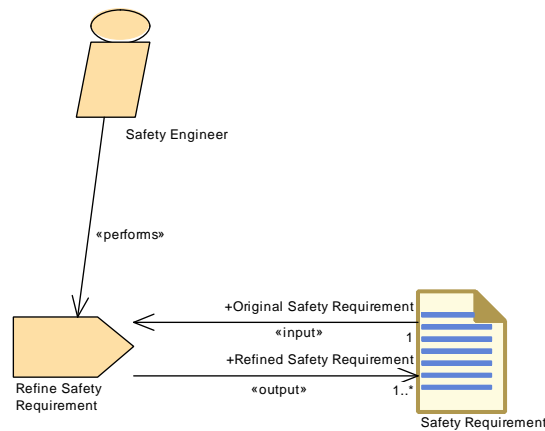 Safety Engineer
«performs»
+Original Safety Requirement
«input»
1
+Refined Safety Requirement
«output»
1..*
Refine Safety
Requirement
Safety Requirement